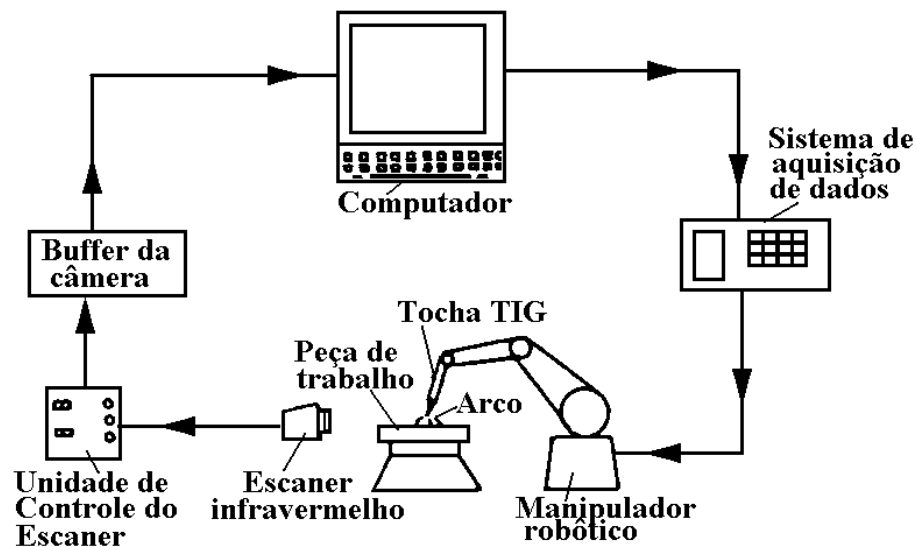 Computador
Sistema de
aquisição
de dados
Buffer da
câmera
Tocha TIG
Peça de
trabalho
Arco
Unidade de
Controle do
Escaner
Escaner
infravermelho
Manipulador
robôtico